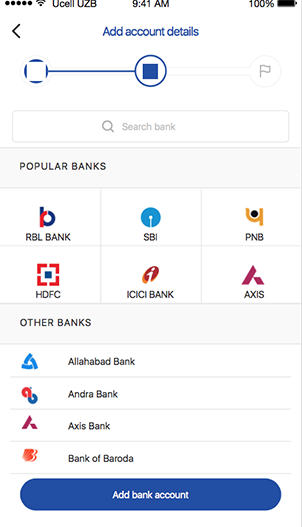 Ucell UZB 9:41 AM 100%
Add account details
Search bank
POPULAR BANKS
RBL BANK SBI PNB
HDFC ICICI BANK AXIS
OTHER BANKS
Allahabad Bank
Andra Bank
Axis Bank
Bank of Baroda
Add bank account